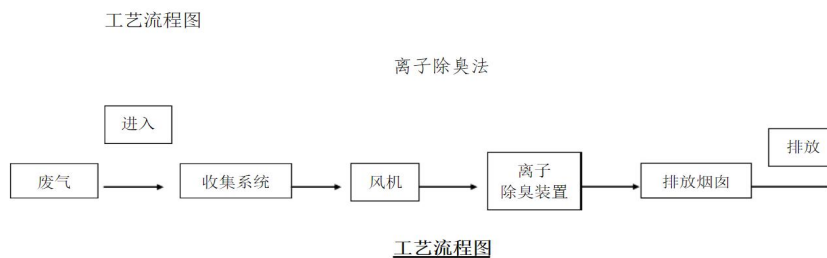 工艺流程图
离子除臭法
进入
排放
废气
收集系统
风机
离子
除臭装置
排放烟囱
工艺流程图